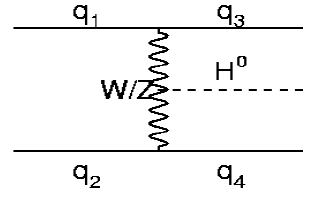 q₁ q₃
H⁰
W/Z
q₂ q₄